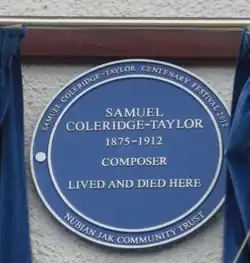 SAMUEL COLERIDGE-TAYLOR CENTENARY FESTIVAL 2012
SAMUEL
COLERIDGE-TAYLOR
1875-1912
COMPOSER
LIVED AND DIED HERE
NUBIAN JAK COMMUNITY TRUST